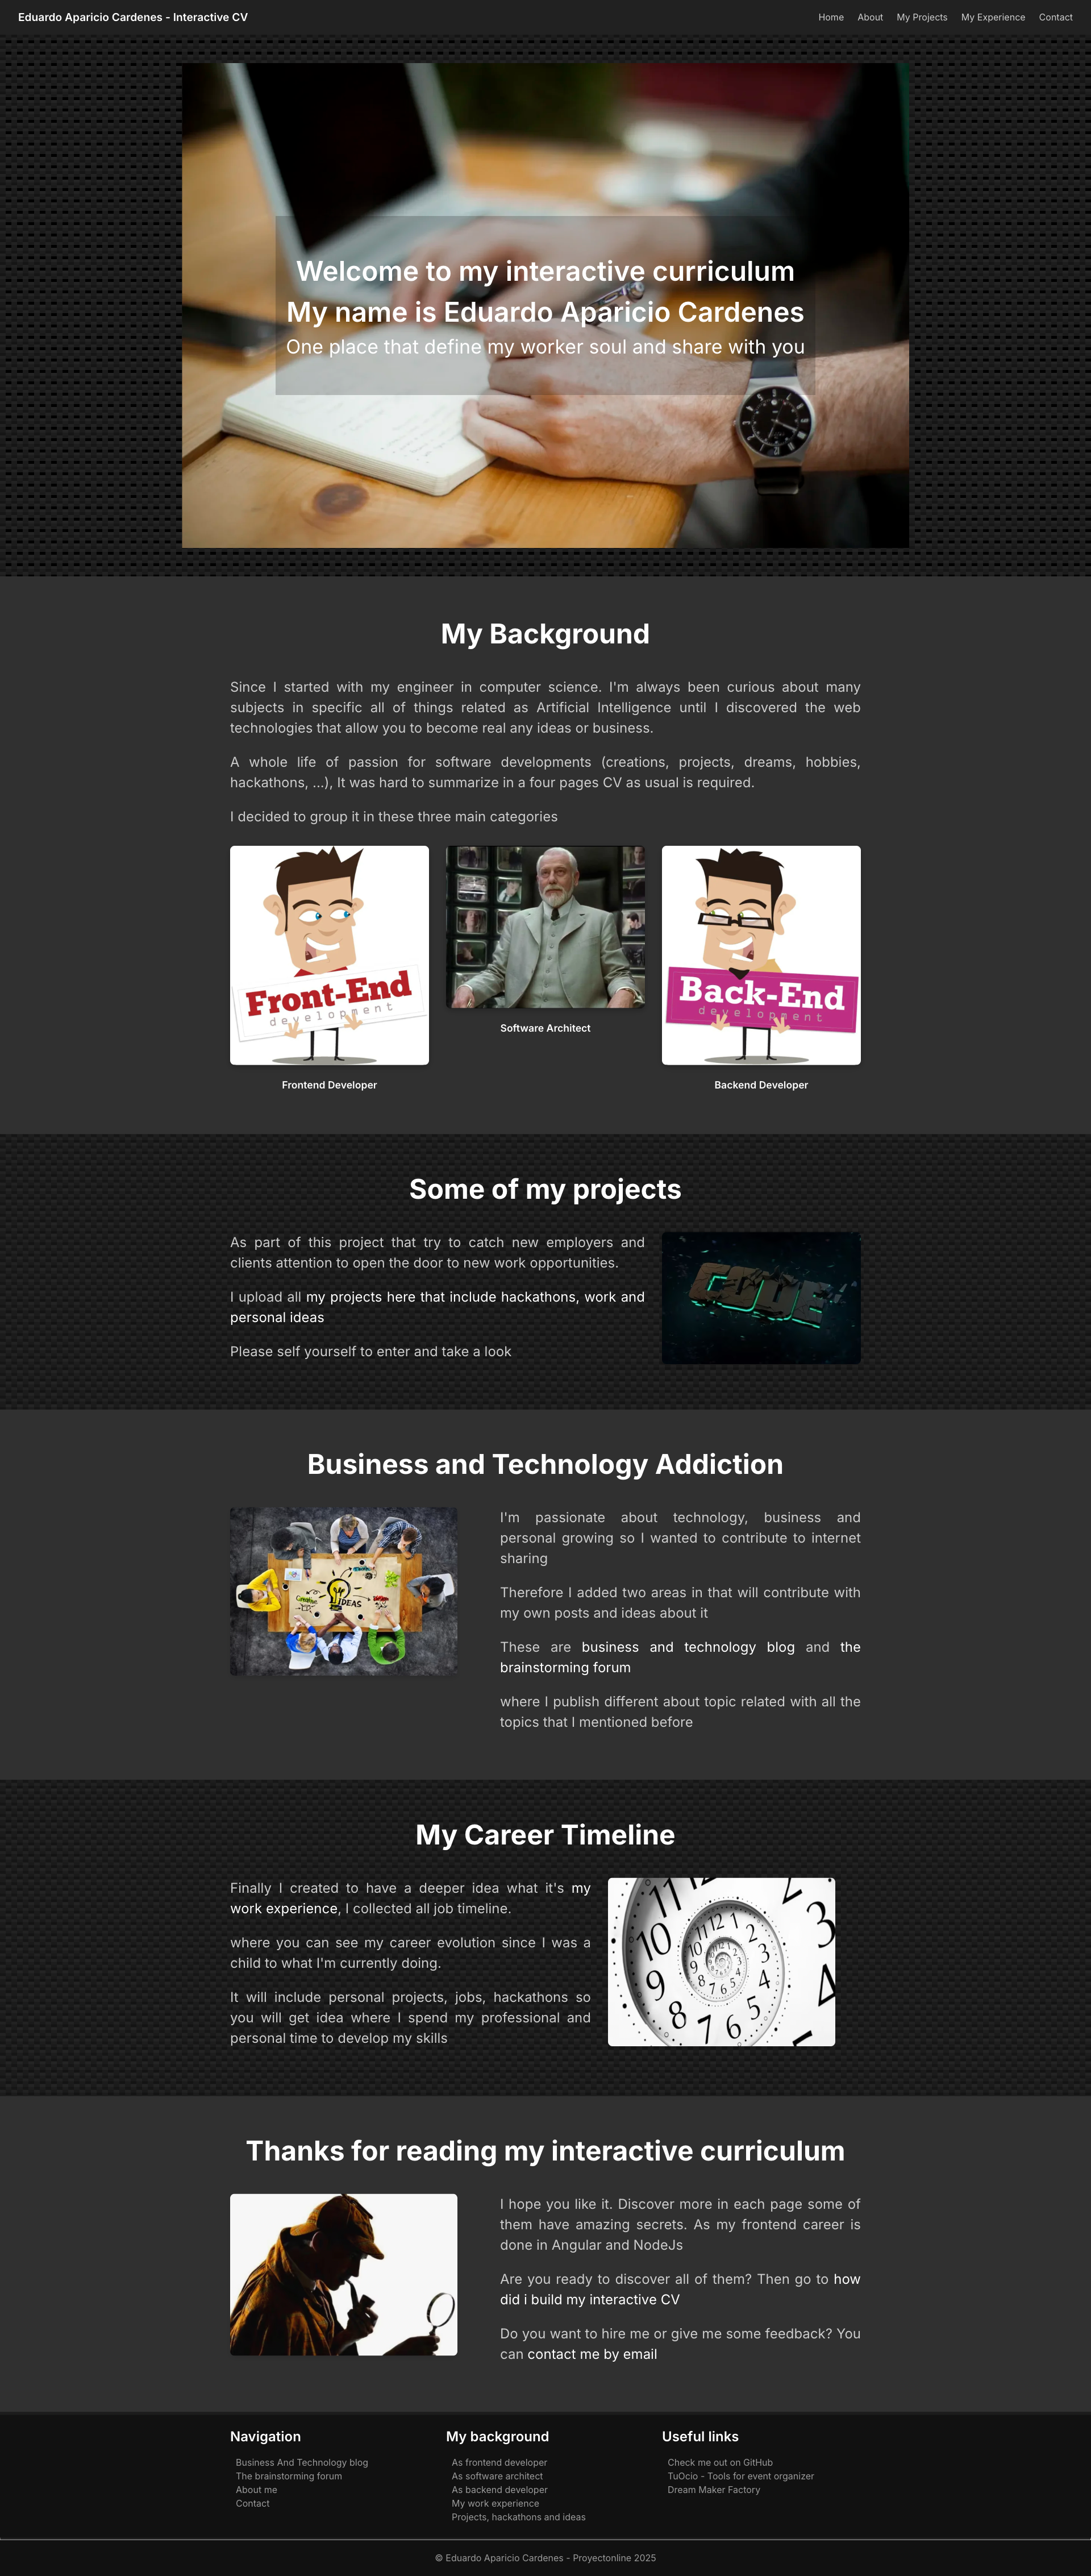 Eduardo Aparicio Cardenes - Interactive CV
Home About My Projects My Experience Contact
Welcome to my interactive curriculum
My name is Eduardo Aparicio Cardenes
One place that define my worker soul and share with you
My Background
Since I started with my engineer in computer science. I'm always been curious about many
subjects in specific all of things related as Artificial Intelligence until I discovered the web
technologies that allow you to become real any ideas or business.
A whole life of passion for software developments (creations, projects, dreams, hobbies,
hackathons, ...), It was hard to summarize in a four pages CV as usual is required.
I decided to group it in these three main categories
Front-End
development
Frontend Developer
Software Architect
Back-End
development
Backend Developer
Some of my projects
As part of this project that try to catch new employers and
clients attention to open the door to new work opportunities.
I upload all my projects here that include hackathons, work and
personal ideas
Please self yourself to enter and take a look
CODE
Business and Technology Addiction
Creative
IDEAS
I'm passionate about technology, business and
personal growing so I wanted to contribute to internet
sharing
Therefore I added two areas in that will contribute with
my own posts and ideas about it
These are business and technology blog and the
brainstorming forum
where I publish different about topic related with all the
topics that I mentioned before
My Career Timeline
Finally I created to have a deeper idea what it's my
work experience, I collected all job timeline.
where you can see my career evolution since I was a
child to what I'm currently doing.
It will include personal projects, jobs, hackathons so
you will get idea where I spend my professional and
personal time to develop my skills
Thanks for reading my interactive curriculum
I hope you like it. Discover more in each page some of
them have amazing secrets. As my frontend career is
done in Angular and NodeJs
Are you ready to discover all of them? Then go to how
did i build my interactive CV
Do you want to hire me or give me some feedback? You
can contact me by email
Navigation
Business And Technology blog
The brainstorming forum
About me
Contact
My background
As frontend developer
As software architect
As backend developer
My work experience
Projects, hackathons and ideas
Useful links
Check me out on GitHub
TuOcio - Tools for event organizer
Dream Maker Factory
© Eduardo Aparicio Cardenes - Proyectonline 2025